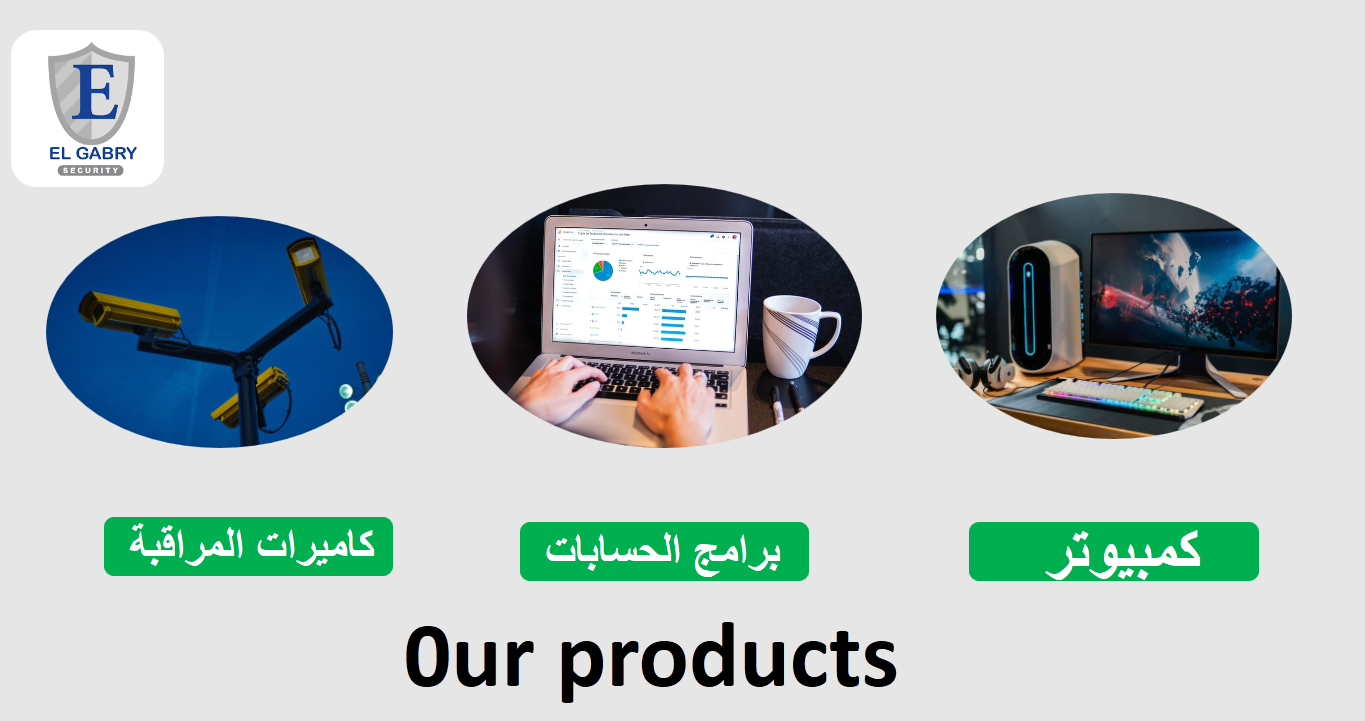 E
EL GABRY
SECURITY
كاميرات المراقبة
برامج الحسابات
كمبيوتر
0ur products